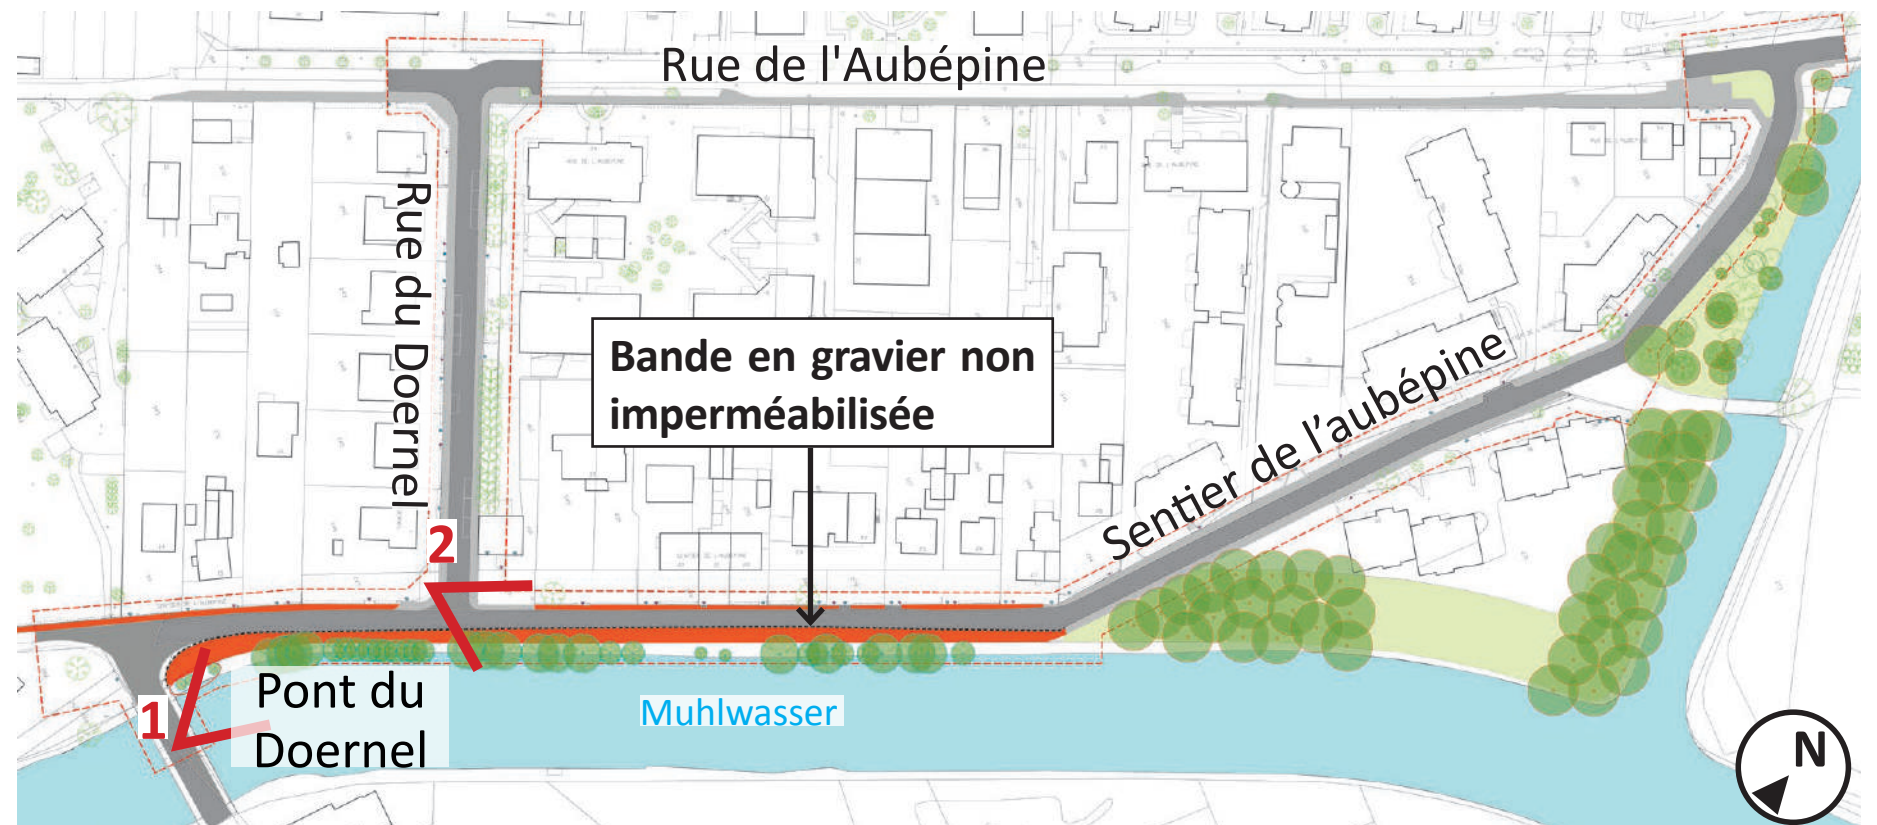 Rue de l'Aubépine
Rue du Doernel
Bande en gravier non
imperméabilisée
Sentier de l'aubépine
2
1
Pont du
Doernel
Muhlwasser
N